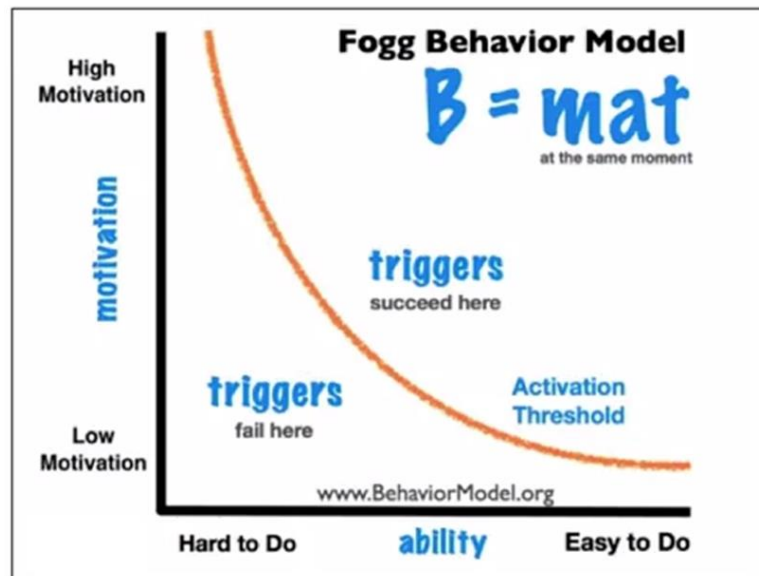 Fogg Behavior Model
B = mat
at the same moment
High
Motivation
motivation
triggers
succeed here
triggers
fail here
Activation
Threshold
Low
Motivation
www.BehaviorModel.org
Hard to Do
ability
Easy to Do